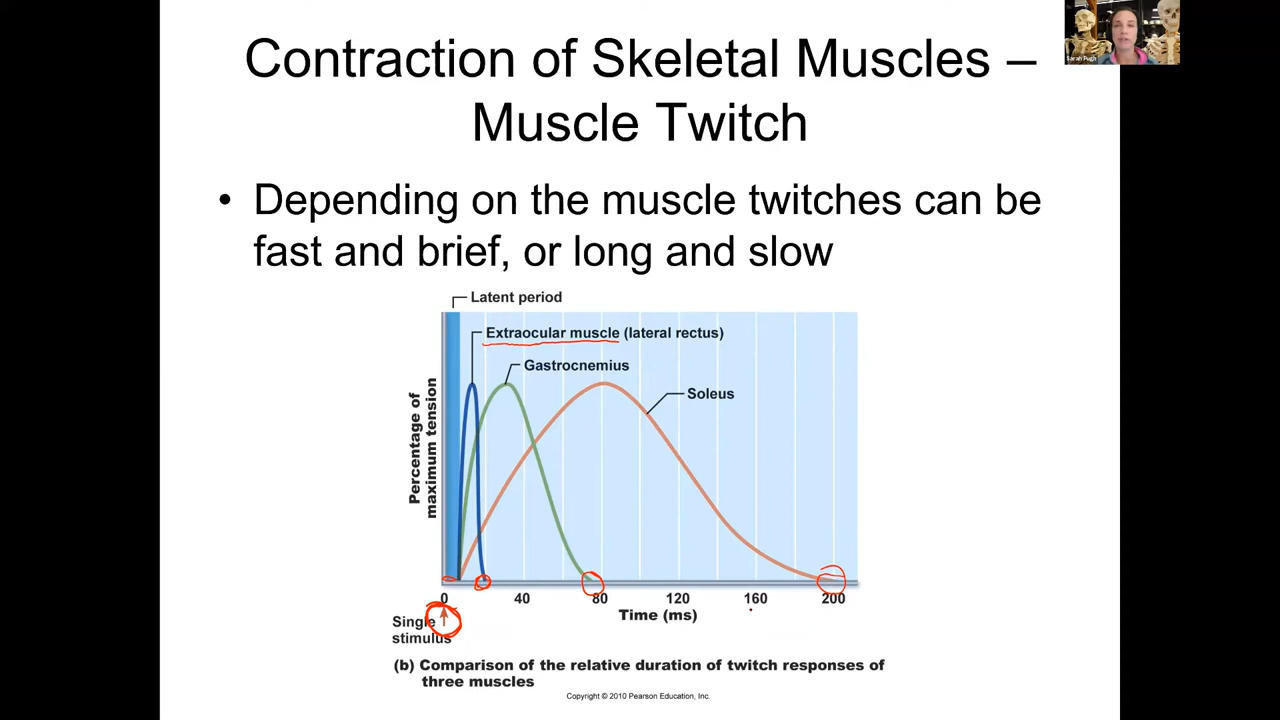 Contraction of Skeletal Muscles –
Muscle Twitch
Sarah Pugh
• Depending on the muscle twitches can be
fast and brief, or long and slow
Latent period
Extraocular muscle (lateral rectus)
Gastrocnemius
Soleus
Percentage of
maximum tension
0 40 80 120 160 200
Time (ms)
Single
stimulus
(b) Comparison of the relative duration of twitch responses of
three muscles
Copyright © 2010 Pearson Education, Inc.